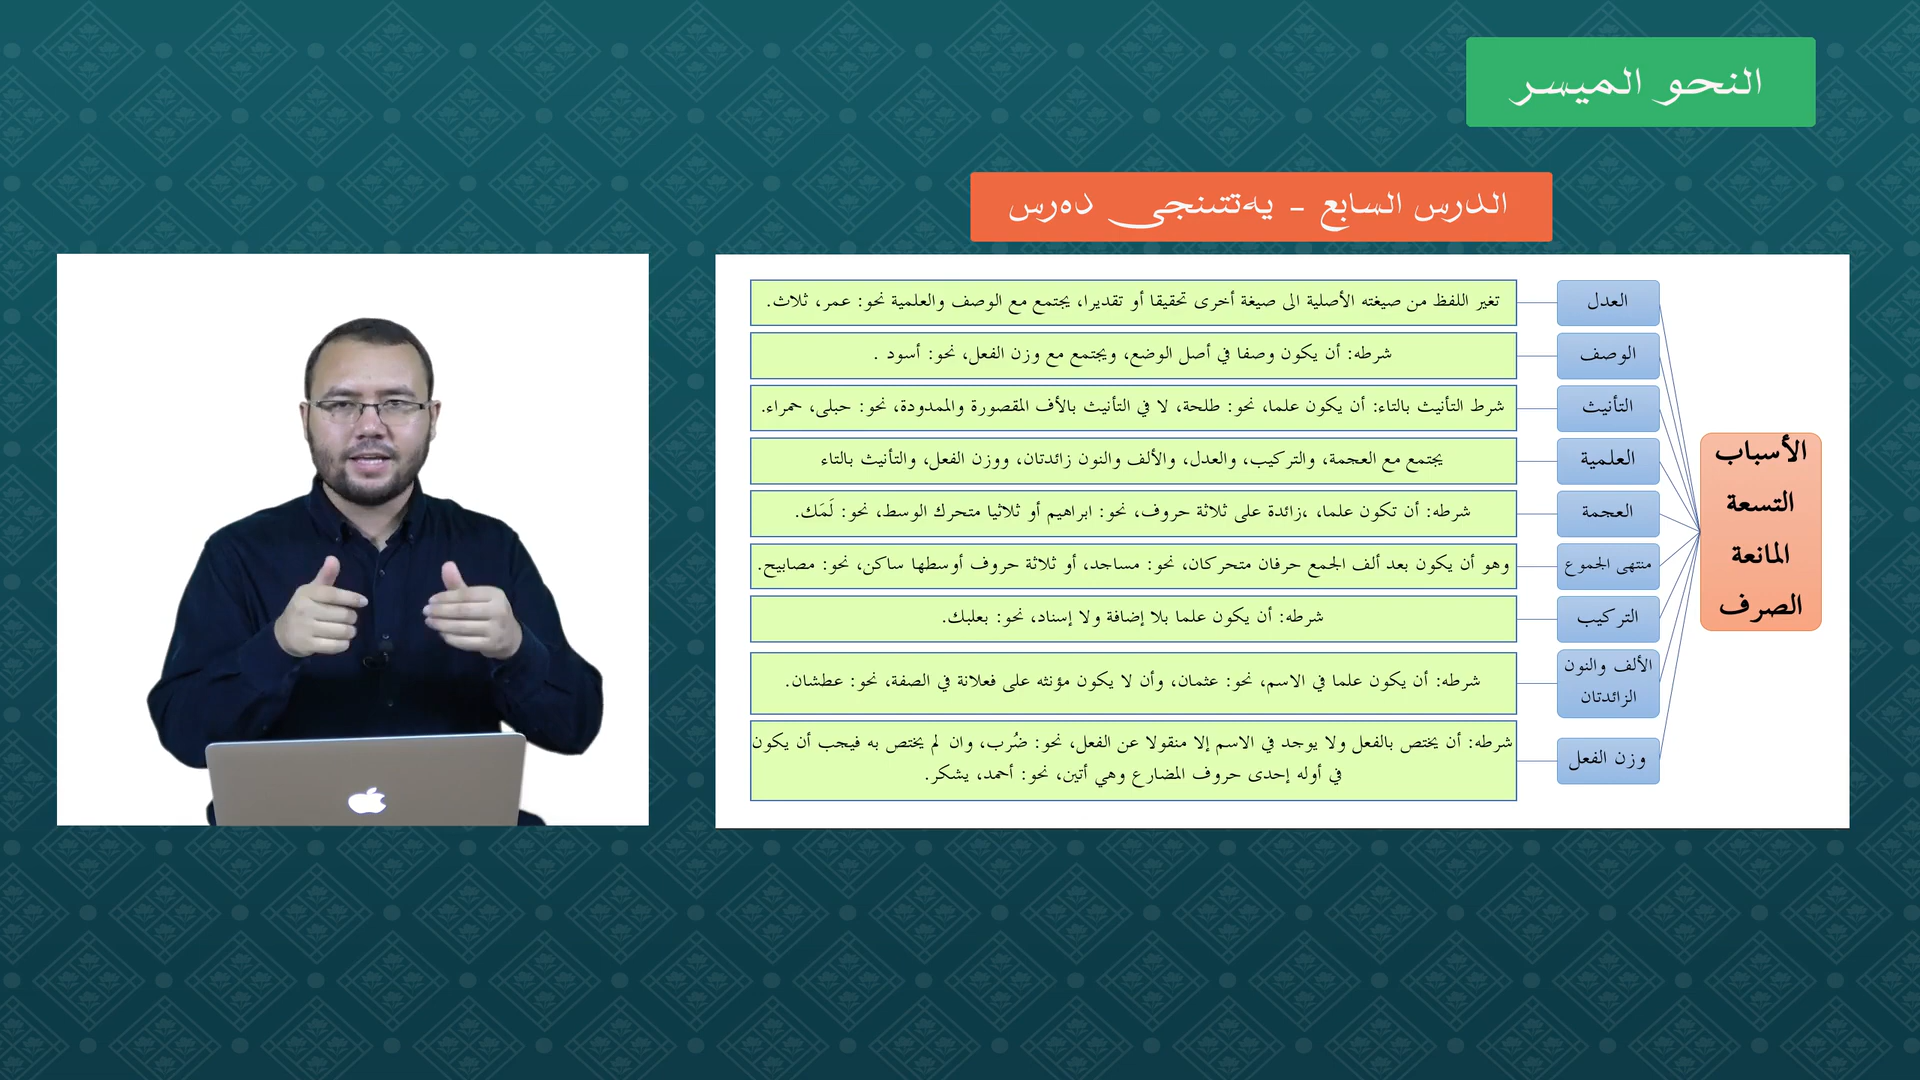 النحو الميسر
الدرس السابع - يەتتىنجى دەرس
الأسباب
التسعة
المانعة
الصرف
العدل
تغير اللفظ من صيغته الأصلية الى صيغة أخرى تحقيقا أو تقديرا، يجتمع مع الوصف والعلمية نحو: عمر، ثلاث.
الوصف
شرطه: أن يكون وصفا في أصل الوضع، ويجتمع مع وزن الفعل، نحو: أسود .
التأنيث
شرط التأنيث بالتاء: أن يكون علما، نحو: طلحة، لا في التأنيث بالأف المقصورة والممدودة، نحو: حبلى، حمراء.
العلمية
يجتمع مع العجمة، والتركيب، والعدل، والألف والنون زائدتان، ووزن الفعل، والتأنيث بالتاء
العجمة
شرطه: أن تكون علما، ،زائدة على ثلاثة حروف، نحو: ابراهيم أو ثلاثيا متحرك الوسط، نحو: لَمَك.
منتهى الجموع
وهو أن يكون بعد ألف الجمع حرفان متحركان، نحو: مساجد، أو ثلاثة حروف أوسطها ساكن، نحو: مصابيح.
التركيب
شرطه: أن يكون علما بلا إضافة ولا إسناد، نحو: بعلبك.
الألف والنون
الزائدتان
شرطه: أن يكون علما في الاسم، نحو: عثمان، وأن لا يكون مؤنثه على فعلانة في الصفة، نحو: عطشان.
وزن الفعل
شرطه: أن يختص بالفعل ولا يوجد في الاسم إلا منقولا عن الفعل، نحو: ضُرب، وان لم يختص به فيجب أن يكون
في أوله إحدى حروف المضارع وهي أتين، نحو: أحمد، يشكر.